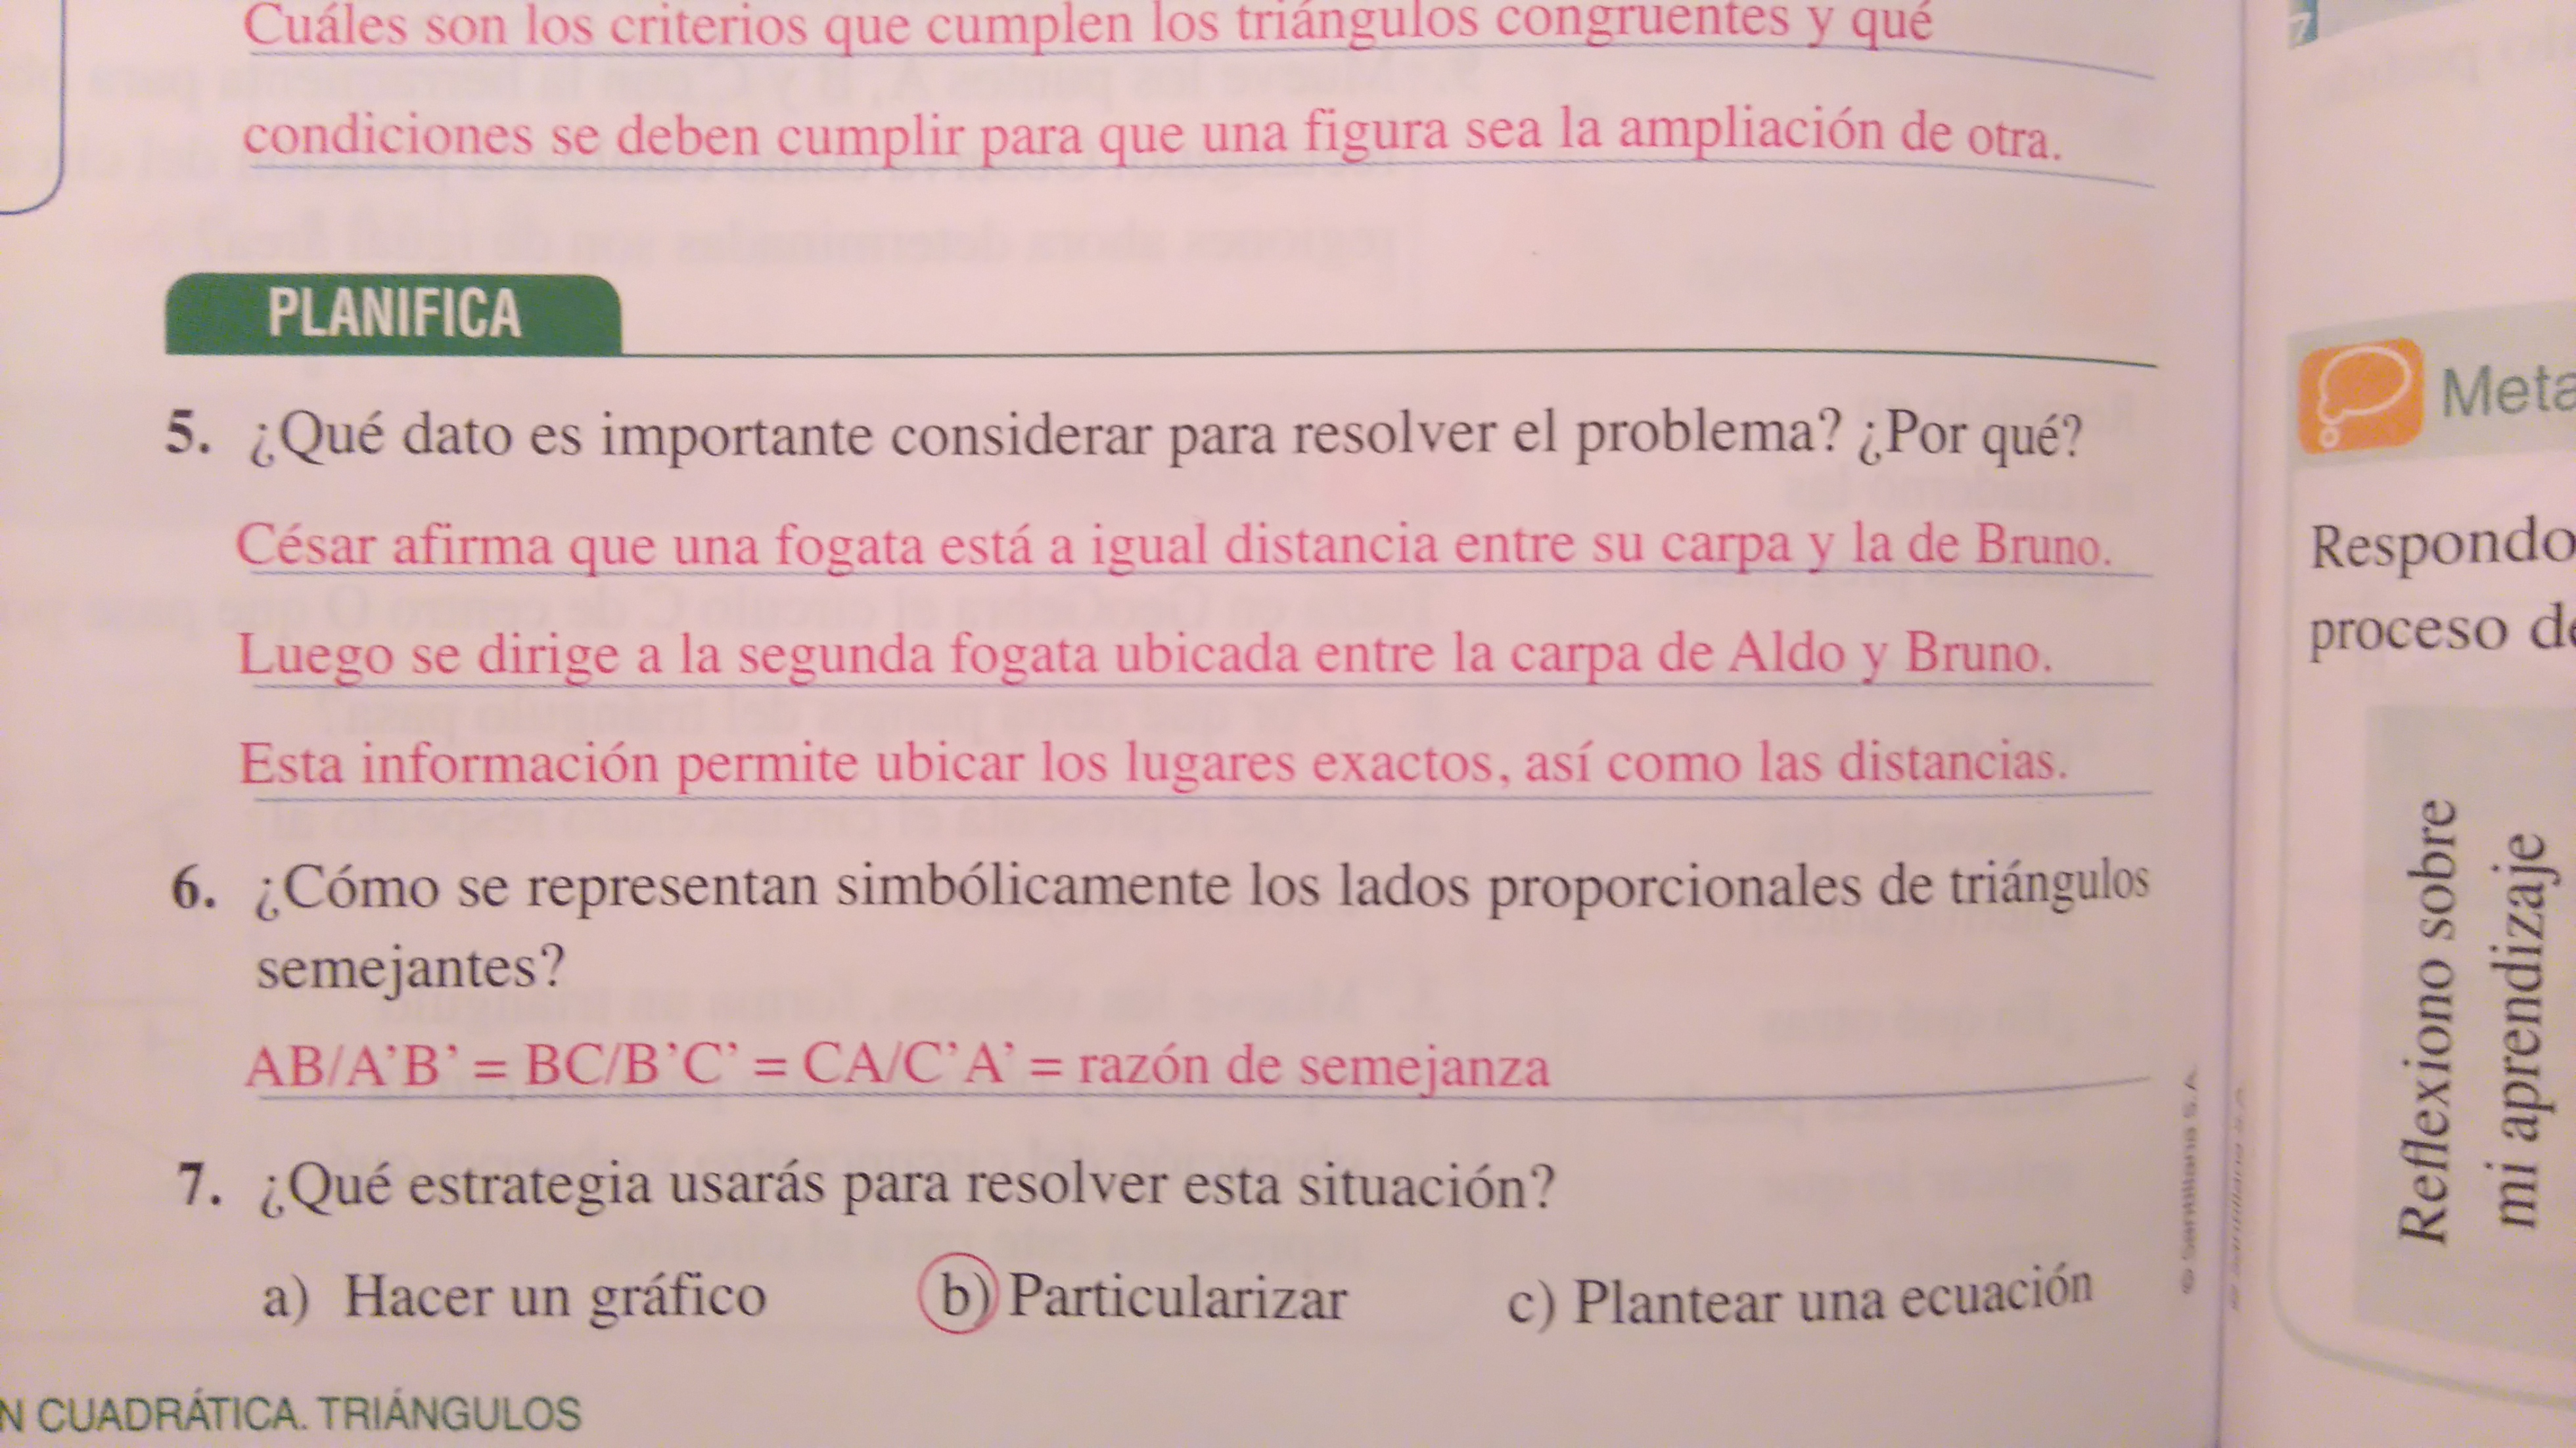 Cuáles son los criterios que cumplen los triángulos congruentes y qué
condiciones se deben cumplir para que una figura sea la ampliación de otra.
PLANIFICA
5. ¿Qué dato es importante considerar para resolver el problema? ¿Por qué?
César afirma que una fogata está a igual distancia entre su carpa y la de Bruno.
Luego se dirige a la segunda fogata ubicada entre la carpa de Aldo y Bruno.
Esta información permite ubicar los lugares exactos, así como las distancias.
6. ¿Cómo se representan simbólicamente los lados proporcionales de triángulos
semejantes?
AB/A’B’ = BC/B’C’ = CA/C’A’ = razón de semejanza
7. ¿Qué estrategia usarás para resolver esta situación?
a) Hacer un gráfico b) Particularizar c) Plantear una ecuación
N CUADRÁTICA. TRIÁNGULOS
© Santillana S.A.
7
Meta
Respondo
proceso de
Reflexiono sobre
mi aprendizaje